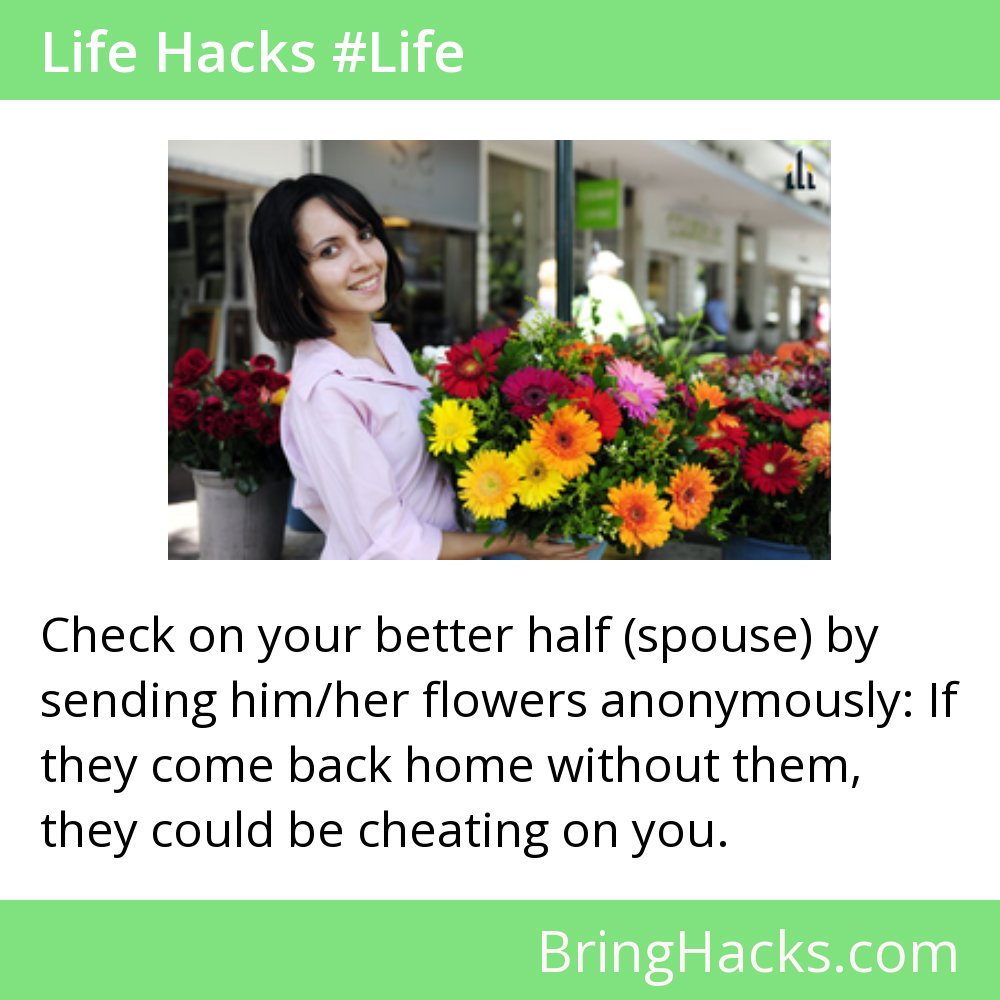 Life Hacks #Life
Check on your better half (spouse) by
sending him/her flowers anonymously: If
they come back home without them,
they could be cheating on you.
BringHacks.com